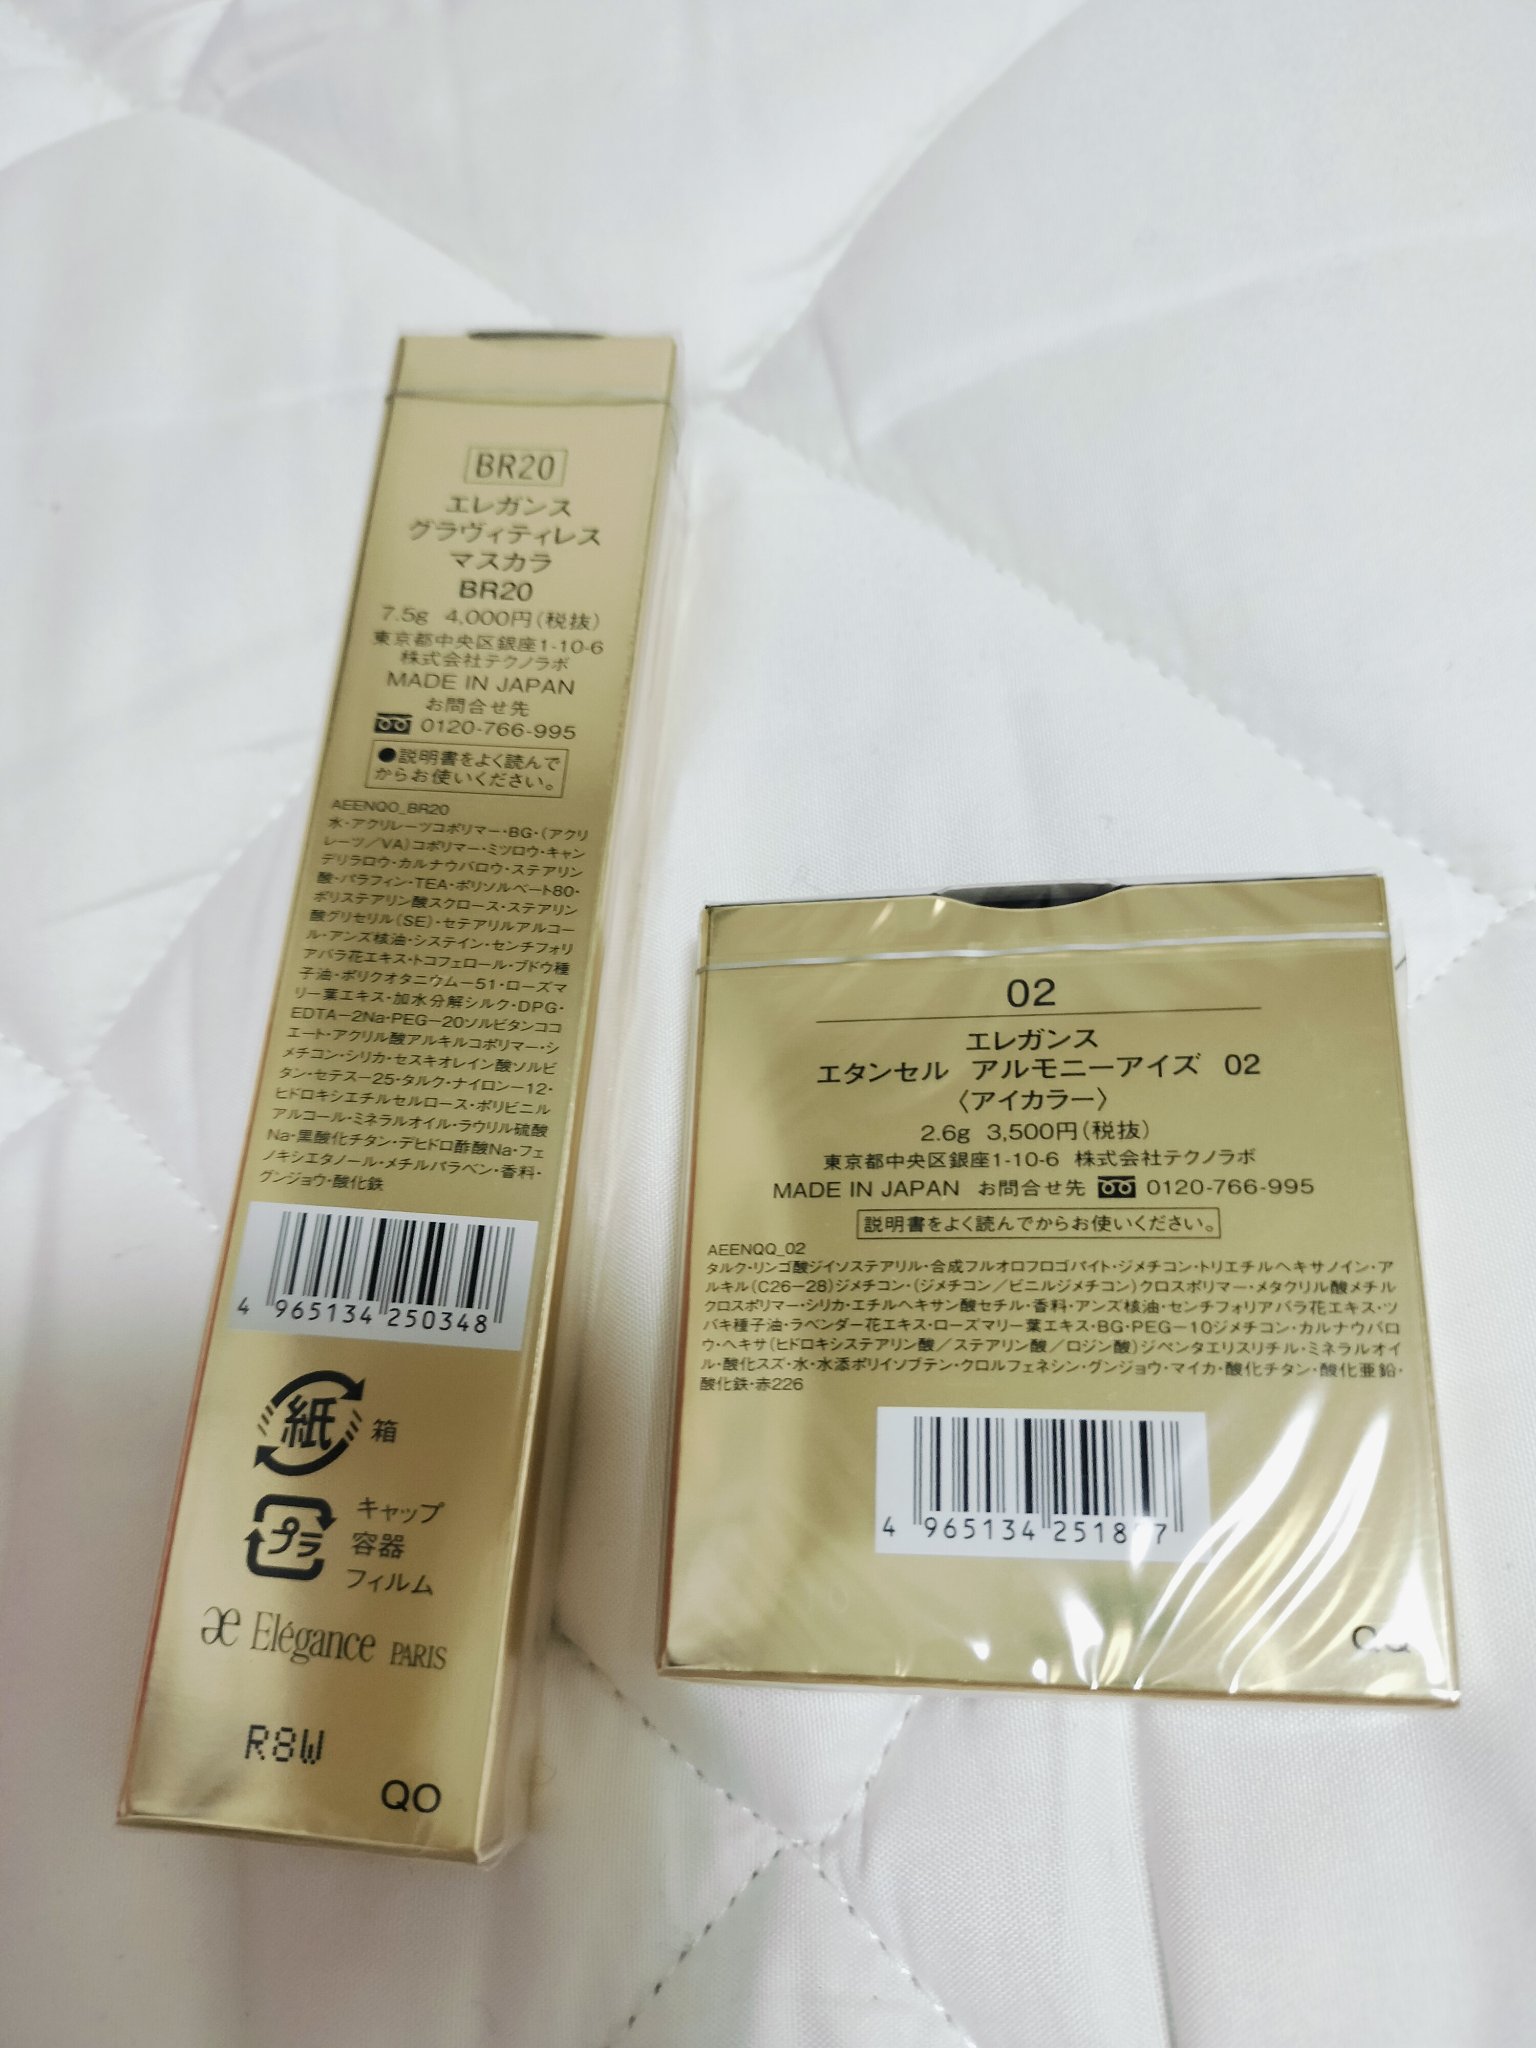 BR20
エレガンス
グラヴィティレス
マスカラ
BR20
7.5g 4,000円(税抜)
東京都中央区銀座1-10-6
株式会社テクノラボ
MADE IN JAPAN
お問合せ先
0120-766-995
●説明書をよく読んで
からお使いください。
AEENQO_BR20
水・アクリレーツコポリマー・BG・(アクリ
レーツ/VA)コポリマー・ミツロウ・キャン
デリラロウ・カルナウバロウ・ステアリン
酸・パラフィン・TEA・ポリソルベート80・
ポリステアリン酸スクロース・ステアリン
酸グリセリル(SE)・セテアリルアルコー
ル・アンズ核油・システイン・センチフォリ
アバラ花エキス・トコフェロール・ブドウ種
子油・ポリクオタニウム-51・ローズマ
リー葉エキス・加水分解シルク・DPG・
EDTA-2Na・PEG-20ソルビタンココ
エート・アクリル酸アルキルコポリマー・シ
メチコン・シリカ・セスキオレイン酸ソルビ
タン・セテス-25・タルク・ナイロン-12・
ヒドロキシエチルセルロース・ポリビニル
アルコール・ミネラルオイル・ラウリル硫酸
Na・黒酸化チタン・デヒドロ酢酸Na・フェ
ノキシエタノール・メチルパラベン・香料・
グンジョウ・酸化鉄
4 965134 250348
紙 箱
プラ キャップ
容器
フィルム
æ Elégance PARIS
R8W
QO
02
エレガンス
エタンセル アルモニーアイズ 02
〈アイカラー〉
2.6g 3,500円(税抜)
東京都中央区銀座1-10-6 株式会社テクノラボ
MADE IN JAPAN お問合せ先 0120-766-995
説明書をよく読んでからお使いください。
AEENQQ_02
タルク・リンゴ酸ジイソステアリル・合成フルオロフロゴパイト・ジメチコン・トリエチルヘキサノイン・ア
ルキル(C26-28)ジメチコン・(ジメチコン/ビニルジメチコン)クロスポリマー・メタクリル酸メチル
クロスポリマー・シリカ・エチルヘキサン酸セチル・香料・アンズ核油・センチフォリアバラ花エキス・ツ
バキ種子油・ラベンダー花エキス・ローズマリー葉エキス・BG・PEG-10ジメチコン・カルナウバロ
ウ・ヘキサ(ヒドロキシステアリン酸/ステアリン酸/ロジン酸)ジペンタエリスリチル・ミネラルオイ
ル・酸化スズ・水・水添ポリイソブテン・クロルフェネシン・グンジョウ・マイカ・酸化チタン・酸化亜鉛・
酸化鉄・赤226
4 965134